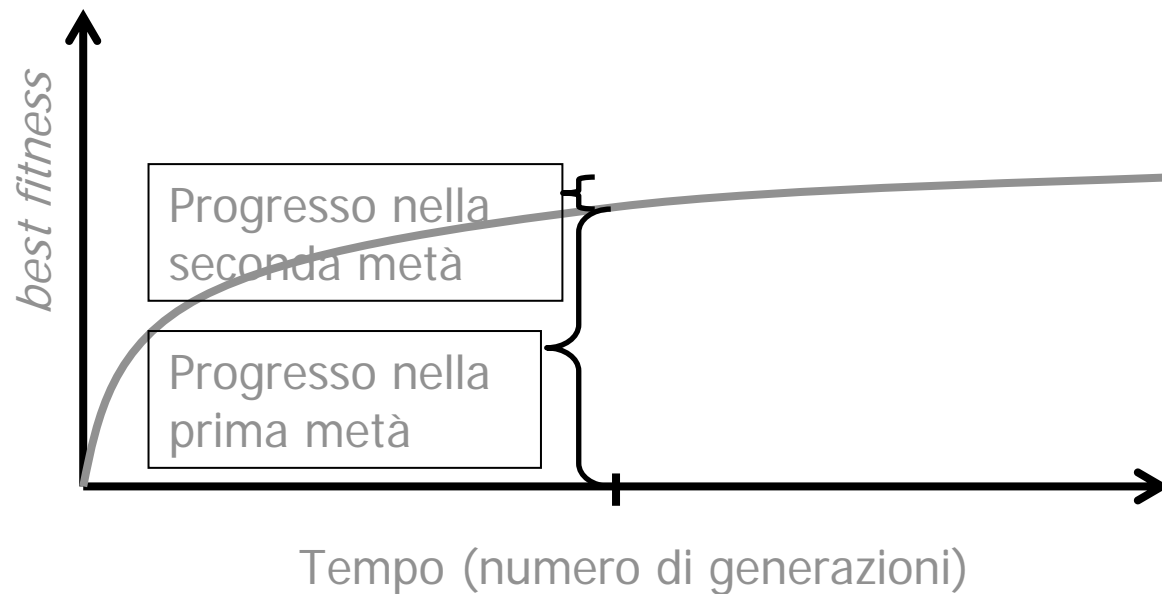 best fitness
Progresso nella
seconda metà
Progresso nella
prima metà
Tempo (numero di generazioni)